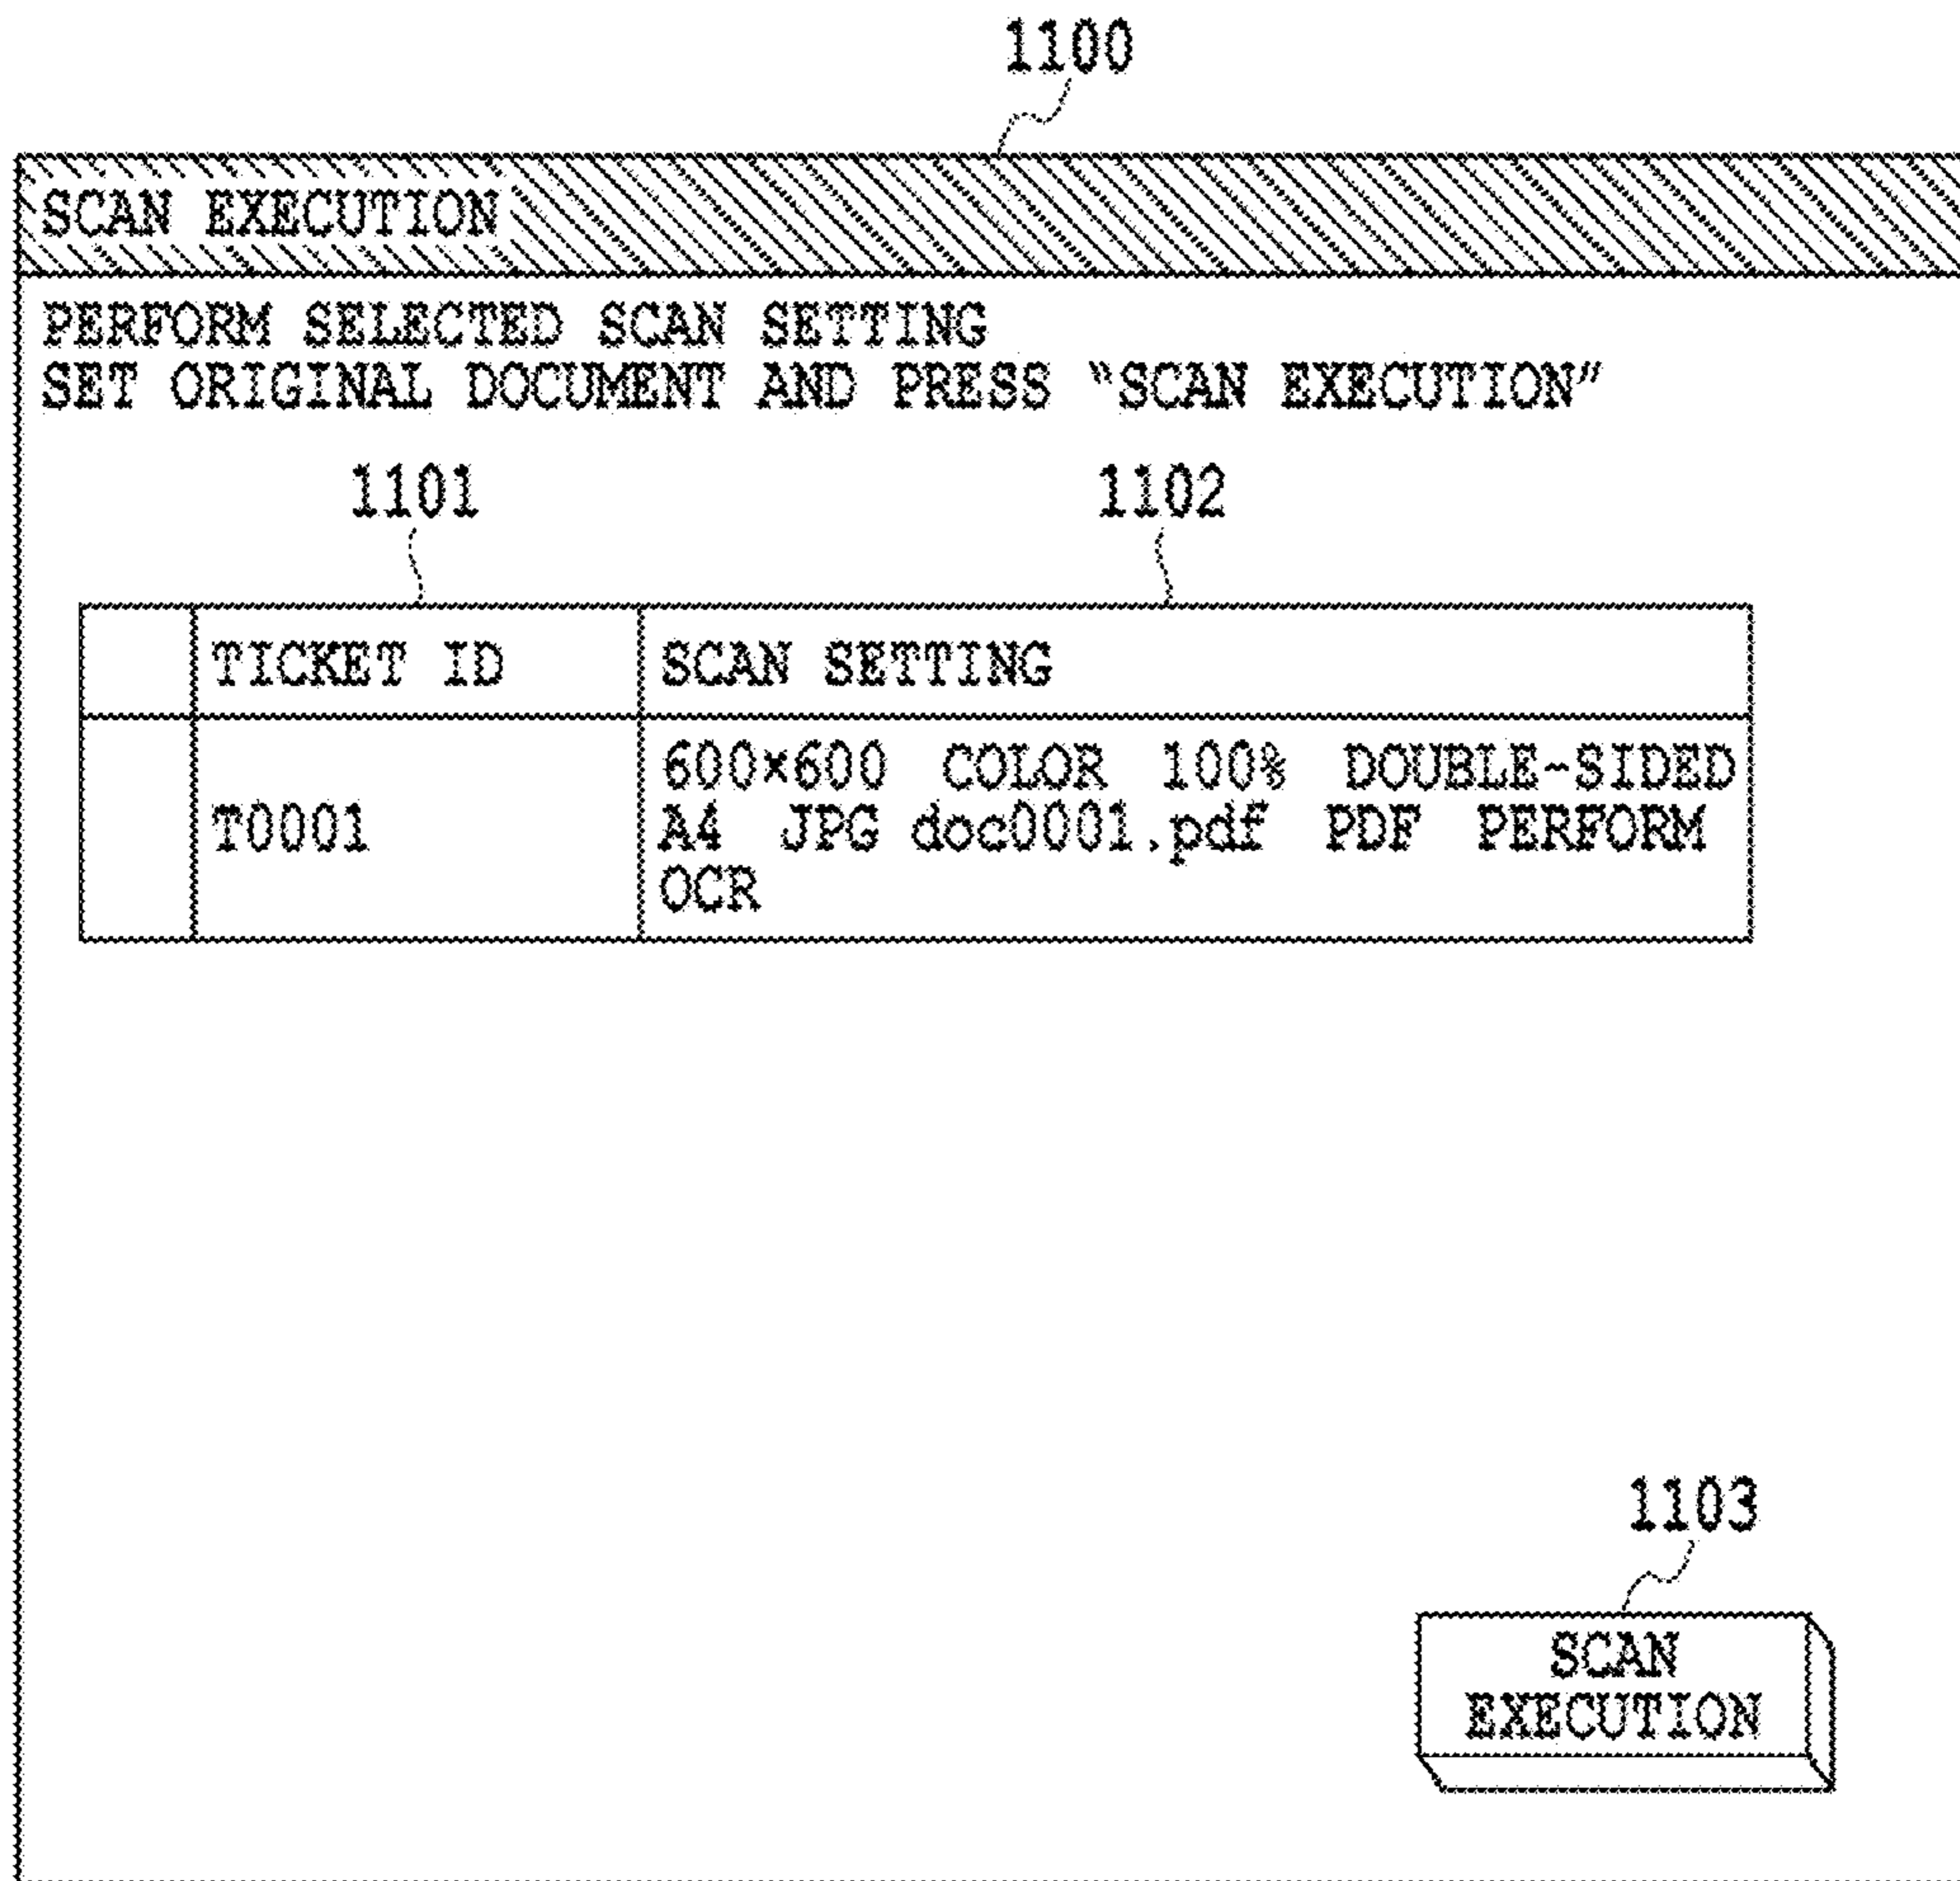 1100
SCAN EXECUTION
PERFORM SELECTED SCAN SETTING
SET ORIGINAL DOCUMENT AND PRESS “SCAN EXECUTION”
1101 1102
TICKET ID SCAN SETTING
T0001
600×600 COLOR 100% DOUBLE-SIDED
A4 JPG doc0001.pdf PDF PERFORM
OCR
1103
SCAN
EXECUTION